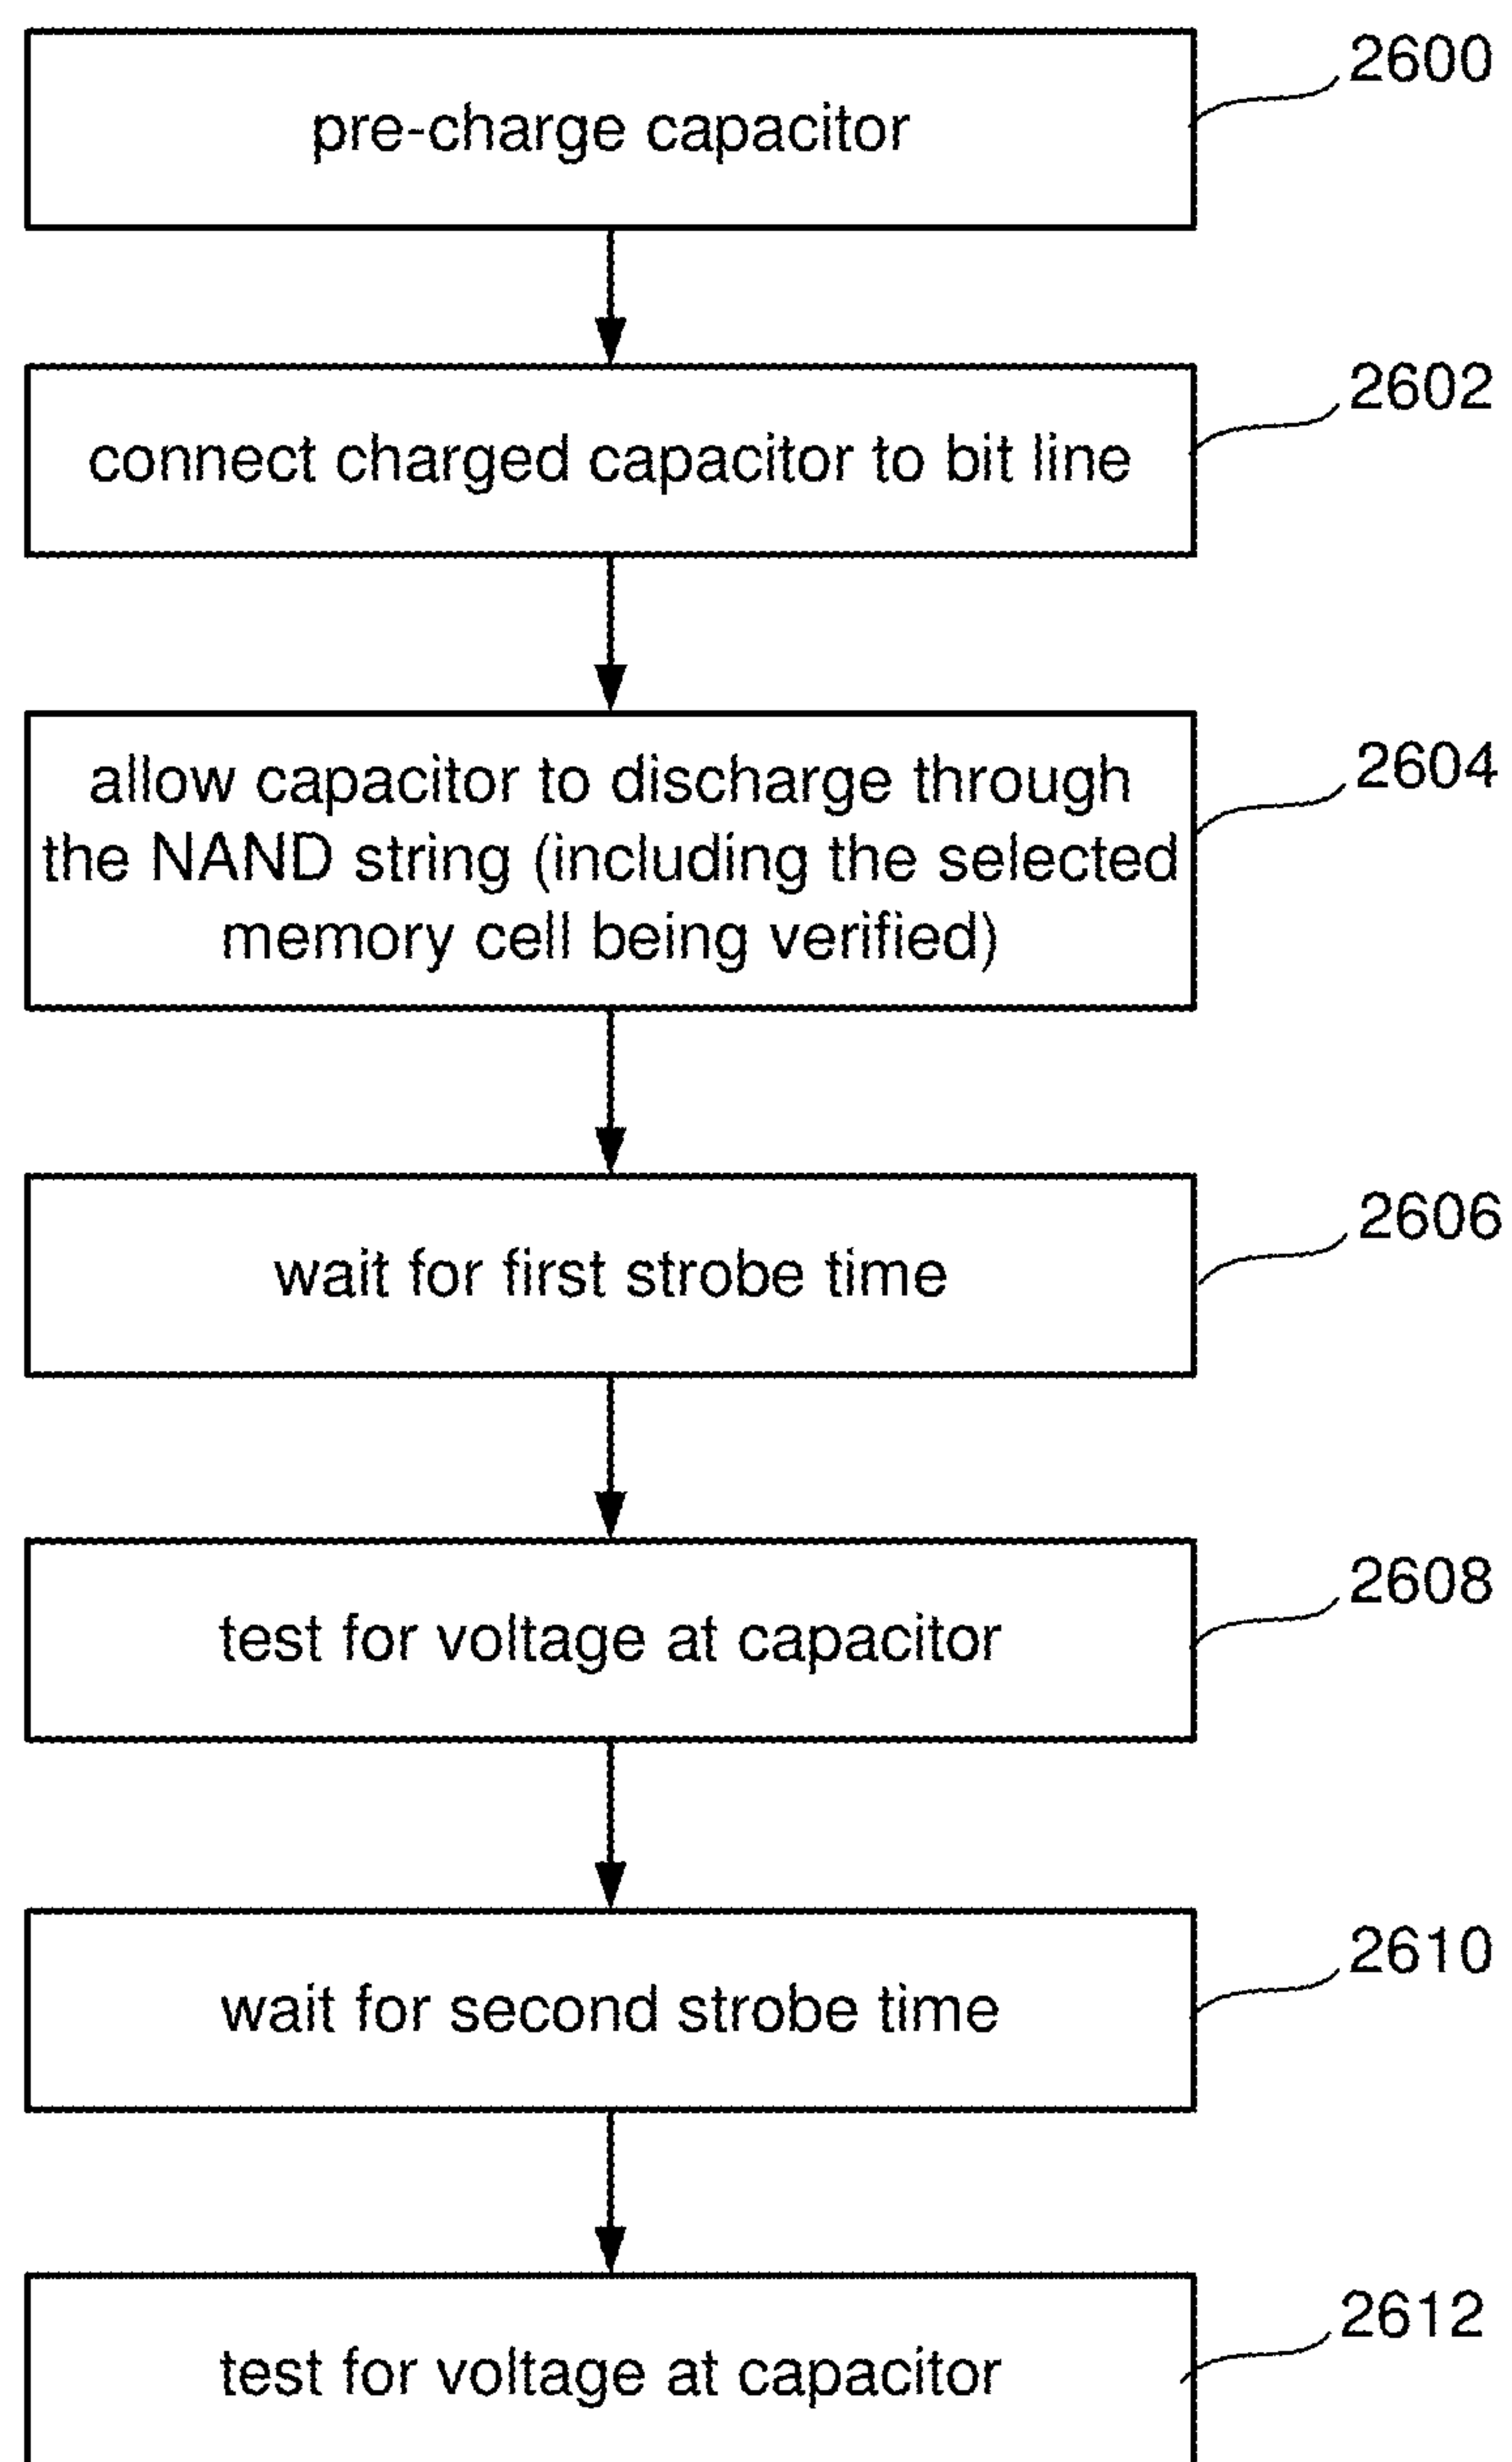 pre-charge capacitor
2600
connect charged capacitor to bit line
2602
allow capacitor to discharge through
the NAND string (including the selected
memory cell being verified)
2604
wait for first strobe time
2606
test for voltage at capacitor
2608
wait for second strobe time
2610
test for voltage at capacitor
2612